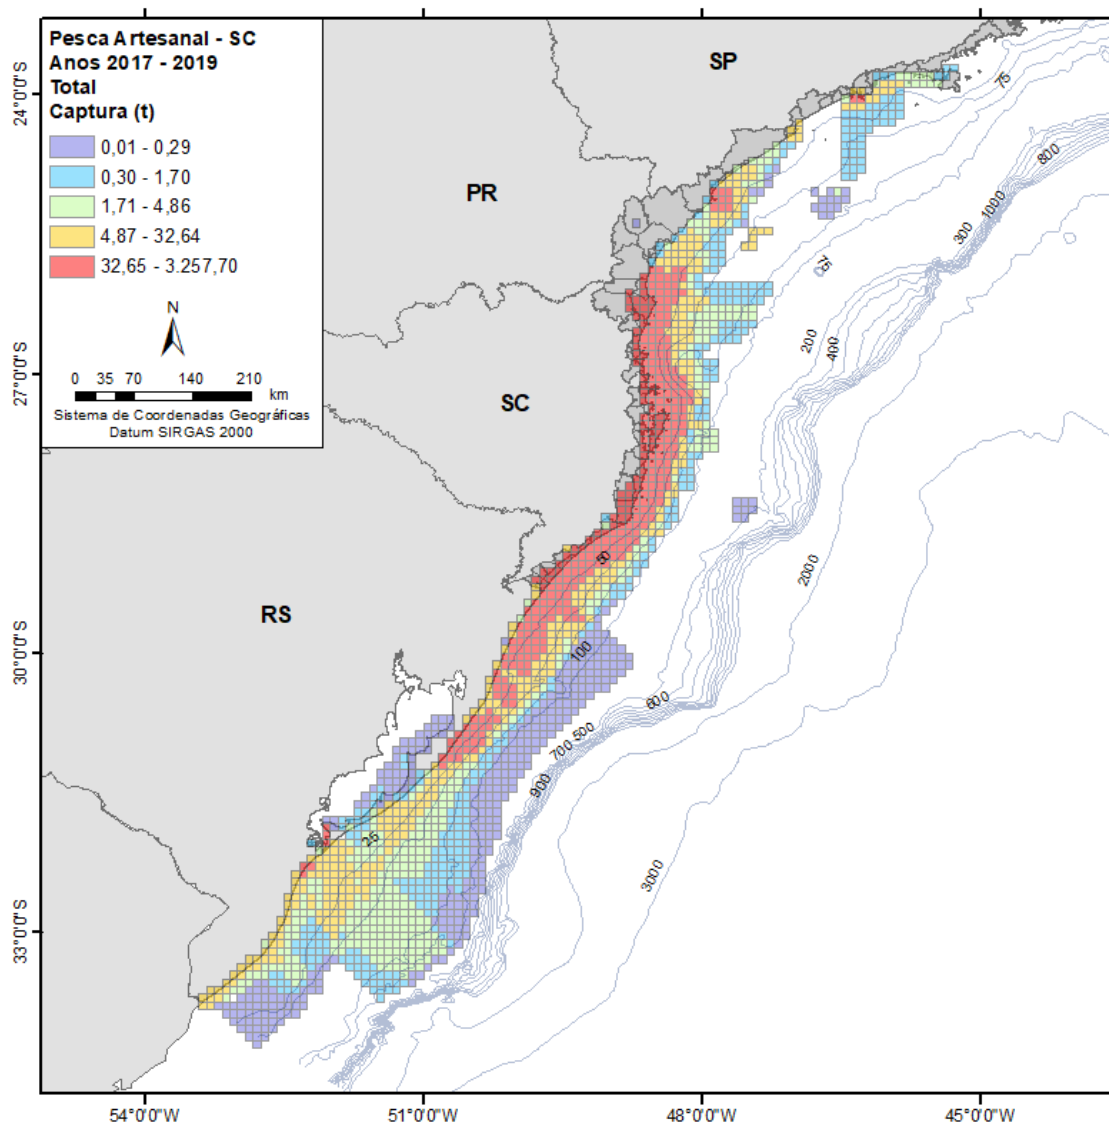 Pesca Artesanal - SC
Anos 2017 - 2019
Total
Captura (t)
0,01 - 0,29
0,30 - 1,70
1,71 - 4,86
4,87 - 32,64
32,65 - 3.257,70
N
0 35 70 140 210
km
Sistema de Coordenadas Geográficas
Datum SIRGAS 2000
SP
PR
SC
RS
75
800
1000
300
75
200
400
50
2000
100
600
500
700
900
25
3000
24°0'0"S
27°0'0"S
30°0'0"S
33°0'0"S
54°0'0"W
51°0'0"W
48°0'0"W
45°0'0"W